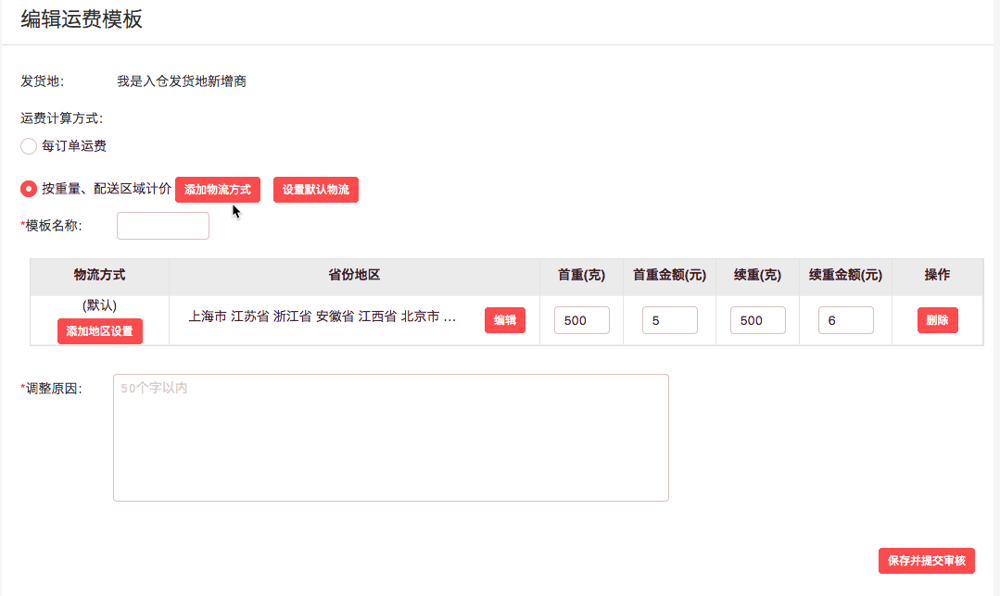 编辑运费模板
发货地： 我是入仓发货地新增商
运费计算方式：
每订单运费
按重量、配送区域计价 添加物流方式 设置默认物流
*模板名称：
物流方式 省份地区 首重(克) 首重金额(元) 续重(克) 续重金额(元) 操作
(默认)
上海市 江苏省 浙江省 安徽省 江西省 北京市 ... 编辑 500 5 500 6 删除
添加地区设置
*调整原因： 50个字以内
保存并提交审核